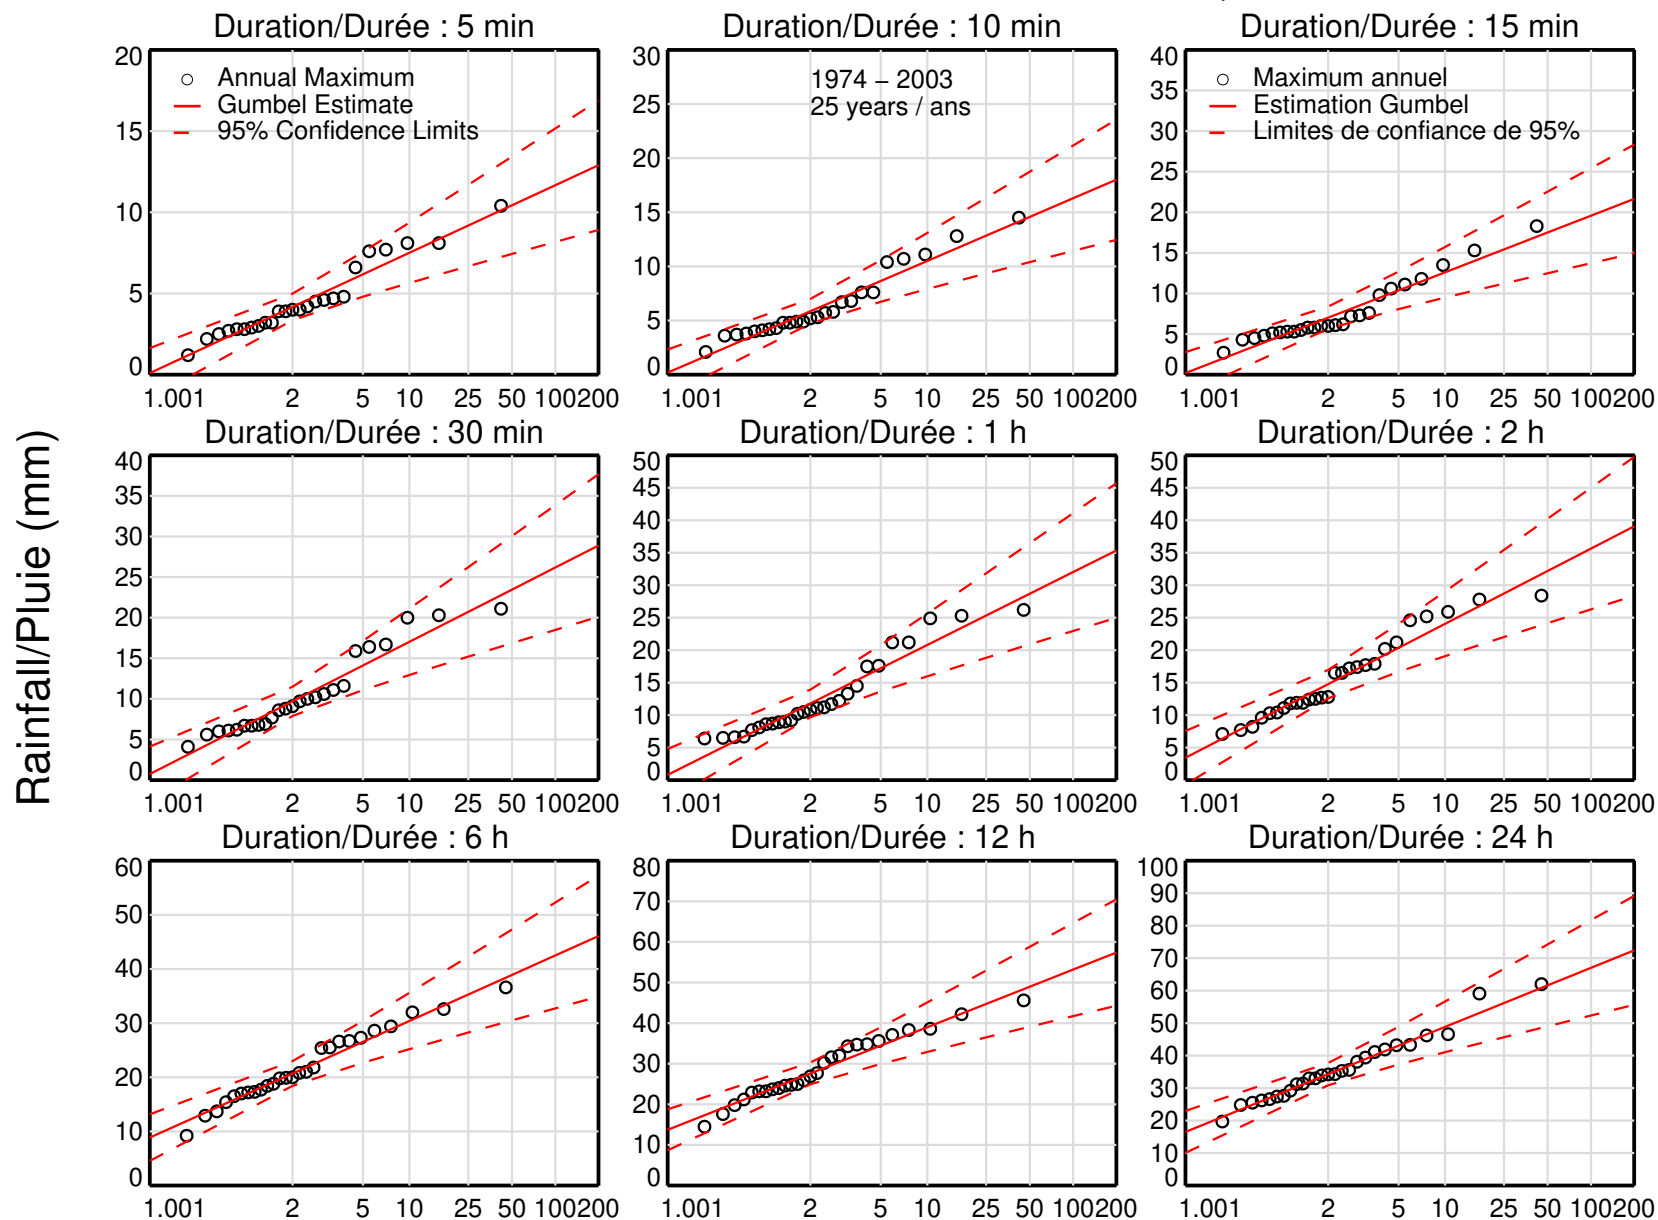 Duration/Durée : 5 min
Duration/Durée : 10 min
Duration/Durée : 15 min
20
15
10
5
0
Annual Maximum
Gumbel Estimate
95% Confidence Limits
1.001 2 5 10 25 50 100200
30
25
20
15
10
5
0
1974 – 2003
25 years / ans
1.001 2 5 10 25 50 100200
40
35
30
25
20
15
10
5
0
Maximum annuel
Estimation Gumbel
Limites de confiance de 95%
1.001 2 5 10 25 50 100200
Rainfall/Pluie (mm)
Duration/Durée : 30 min
Duration/Durée : 1 h
Duration/Durée : 2 h
40
35
30
25
20
15
10
5
0
1.001 2 5 10 25 50 100200
50
45
40
35
30
25
20
15
10
5
0
1.001 2 5 10 25 50 100200
50
45
40
35
30
25
20
15
10
5
0
1.001 2 5 10 25 50 100200
Duration/Durée : 6 h
Duration/Durée : 12 h
Duration/Durée : 24 h
60
50
40
30
20
10
0
1.001 2 5 10 25 50 100200
80
70
60
50
40
30
20
10
0
1.001 2 5 10 25 50 100200
100
90
80
70
60
50
40
30
20
10
0
1.001 2 5 10 25 50 100200